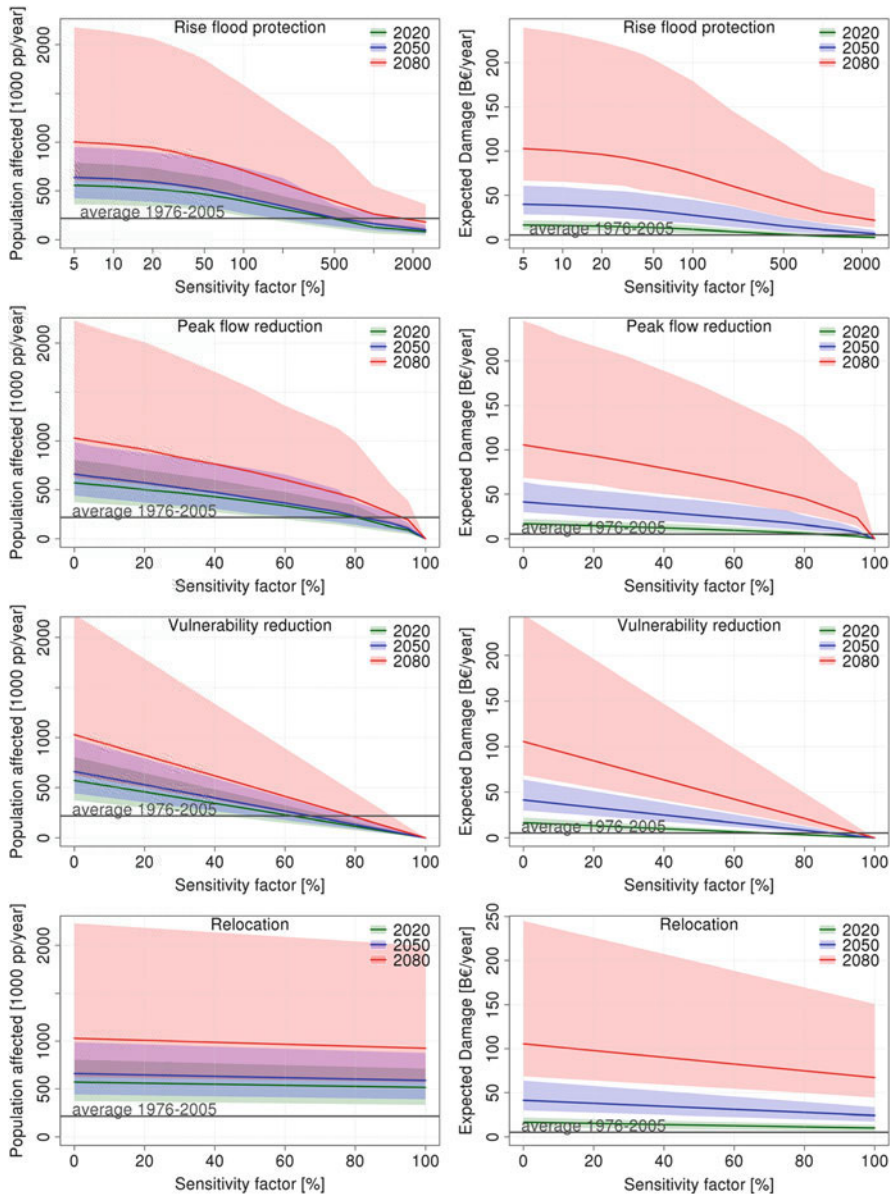 Rise flood protection
2020
2050
2080
Population affected [1000 pp/year]
0 500 1000 2000
average 1976-2005
5 10 20 50 100 500 2000
Sensitivity factor [%]
Rise flood protection
2020
2050
2080
Expected Damage [B€/year]
0 50 100 150 200
average 1976-2005
5 10 20 50 100 500 2000
Sensitivity factor [%]
Peak flow reduction
2020
2050
2080
Population affected [1000 pp/year]
0 500 1000 2000
average 1976-2005
0 20 40 60 80 100
Sensitivity factor [%]
Peak flow reduction
2020
2050
2080
Expected Damage [B€/year]
0 50 100 150 200
average 1976-2005
0 20 40 60 80 100
Sensitivity factor [%]
Vulnerability reduction
2020
2050
2080
Population affected [1000 pp/year]
0 500 1000 2000
average 1976-2005
0 20 40 60 80 100
Sensitivity factor [%]
Vulnerability reduction
2020
2050
2080
Expected Damage [B€/year]
0 50 100 150 200
average 1976-2005
0 20 40 60 80 100
Sensitivity factor [%]
Relocation
2020
2050
2080
Population affected [1000 pp/year]
0 500 1000 2000
average 1976-2005
0 20 40 60 80 100
Sensitivity factor [%]
Relocation
2020
2050
2080
Expected Damage [B€/year]
0 50 100 150 200 250
average 1976-2005
0 20 40 60 80 100
Sensitivity factor [%]